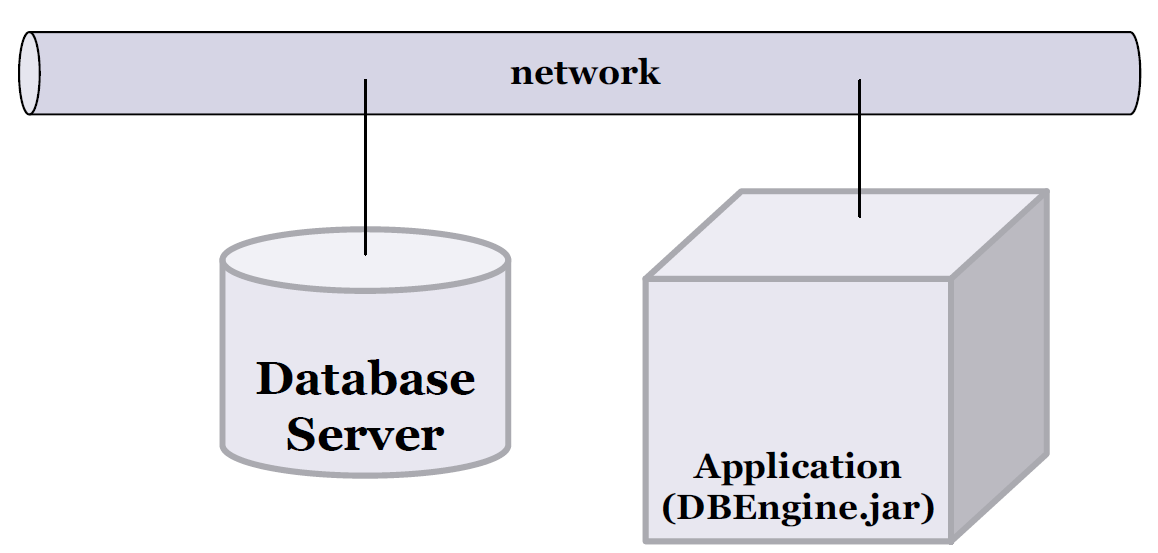 network
Database
Server
Application
(DBEngine.jar)